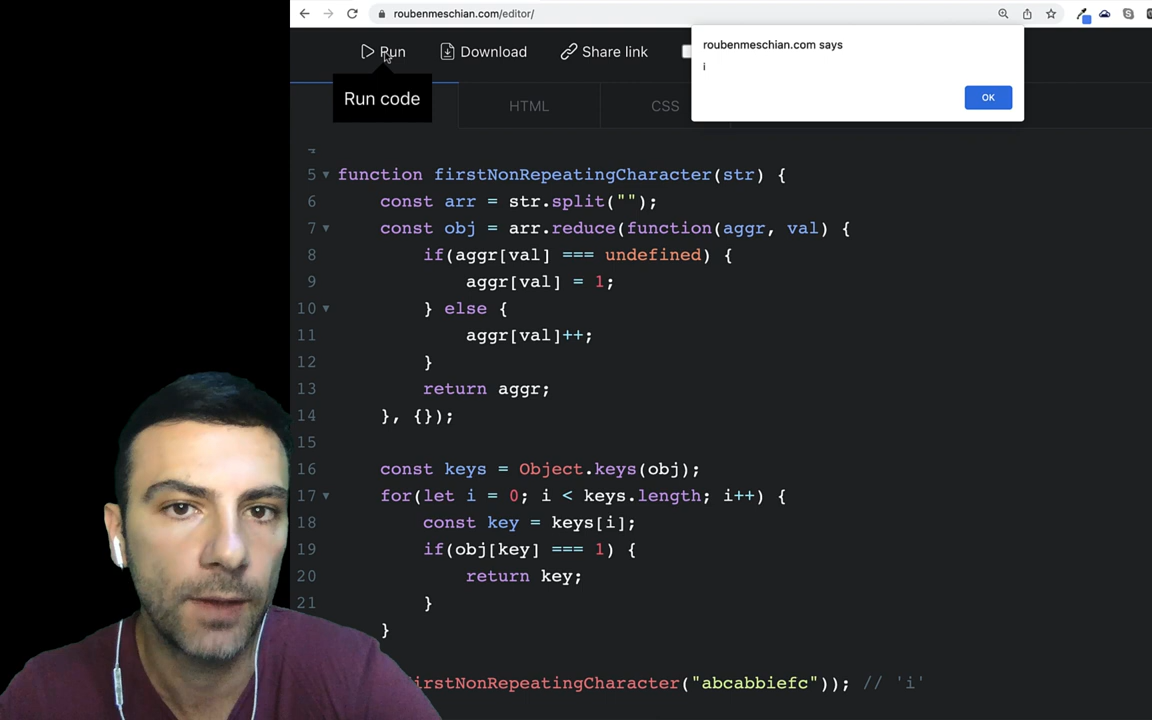 roubenmeschian.com/editor/
roubenmeschian.com says
i
OK
Run
Download
Share link
Run code
HTML
CSS
4
5 function firstNonRepeatingCharacter(str) {
6 const arr = str.split("");
7 const obj = arr.reduce(function(aggr, val) {
8 if(aggr[val] === undefined) {
9 aggr[val] = 1;
10 } else {
11 aggr[val]++;
12 }
13 return aggr;
14 }, {});
15
16 const keys = Object.keys(obj);
17 for(let i = 0; i < keys.length; i++) {
18 const key = keys[i];
19 if(obj[key] === 1) {
20 return key;
21 }
}
irstNonRepeatingCharacter("abcabbiefc")); // 'i'